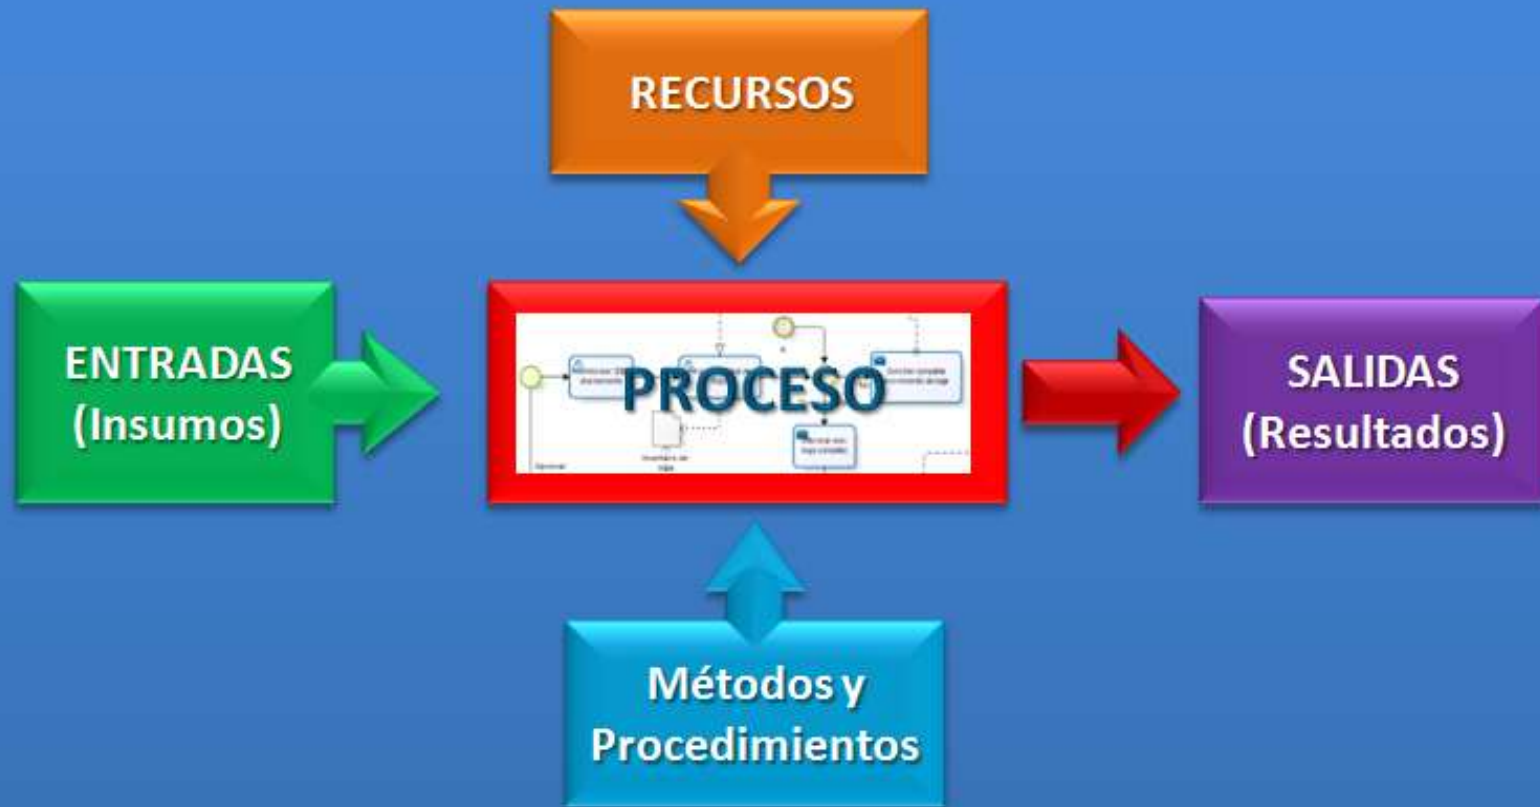 RECURSOS
ENTRADAS
(Insumos)
PROCESO
SALIDAS
(Resultados)
Métodos y
Procedimientos